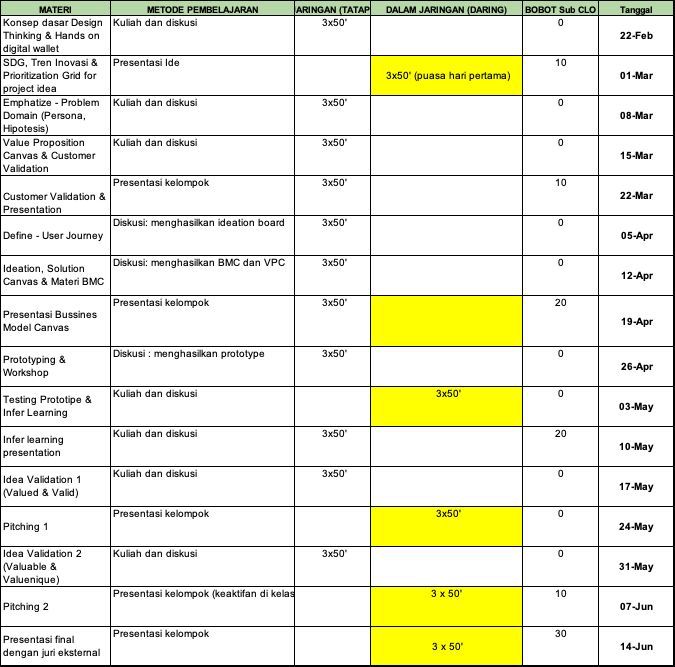 MATERI METODE PEMBELAJARAN ARINGAN (TATAP DALAM JARINGAN (DARING) BOBOT Sub CLO Tanggal
Konsep dasar Design Kuliah dan diskusi 3x50' 0
Thinking & Hands on 22-Feb
digital wallet
SDG, Tren Inovasi & Presentasi Ide 10
Prioritization Grid for 3x50' (puasa hari pertama) 01-Mar
project idea
Emphatize - Problem Kuliah dan diskusi 3x50' 0
Domain (Persona, 08-Mar
Hipotesis)
Value Proposition Kuliah dan diskusi 3x50' 0
Canvas & Customer 15-Mar
Validation
Presentasi kelompok 3x50' 10
Customer Validation & 22-Mar
Presentation
Diskusi: menghasilkan ideation board 3x50' 0
Define - User Journey 05-Apr
Diskusi: menghasilkan BMC dan VPC 3x50' 0
Ideation, Solution 12-Apr
Canvas & Materi BMC
Presentasi kelompok 3x50' 20
Presentasi Bussines 19-Apr
Model Canvas
Diskusi : menghasilkan prototype 3x50' 0
Prototyping & 26-Apr
Workshop
Kuliah dan diskusi 3x50' 0
Testing Prototipe & 03-May
Infer Learning
Kuliah dan diskusi 3x50' 20
Infer learning 10-May
presentation
Kuliah dan diskusi 3x50' 0
Idea Validation 1 17-May
(Valued & Valid)
Presentasi kelompok 3x50' 0
Pitching 1 24-May
Idea Validation 2 Kuliah dan diskusi 3x50' 0
(Valuable & 31-May
Valuenique)
Presentasi kelompok (keaktifan di kelas 3 x 50' 10
Pitching 2 07-Jun
Presentasi kelompok 30
Presentasi final 3 x 50' 14-Jun
dengan juri eksternal